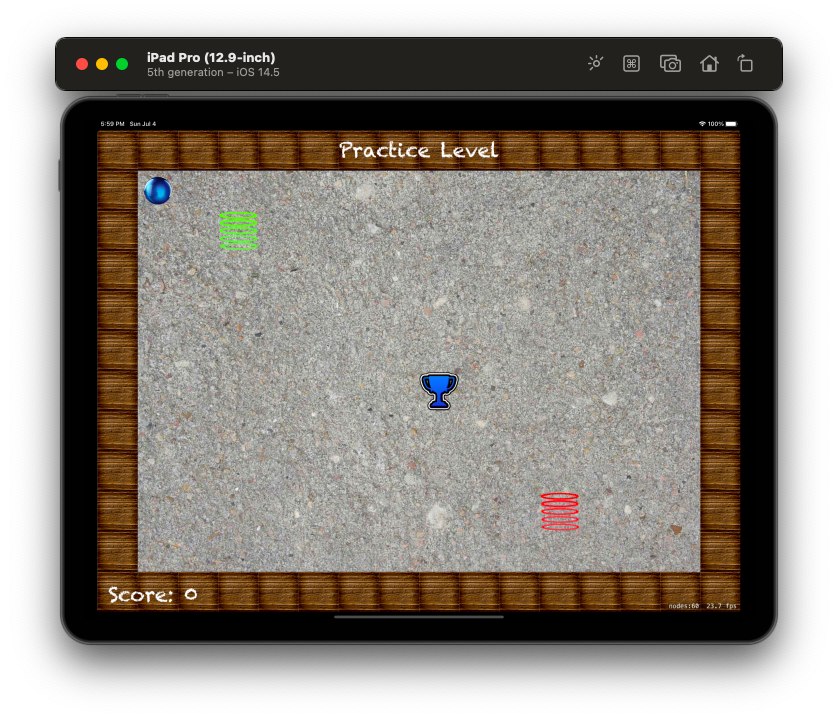 iPad Pro (12.9-inch)
5th generation – iOS 14.5
5:59 PM Sun Jul 4
100%
Practice Level
Score: 0
nodes:60 23.7 fps